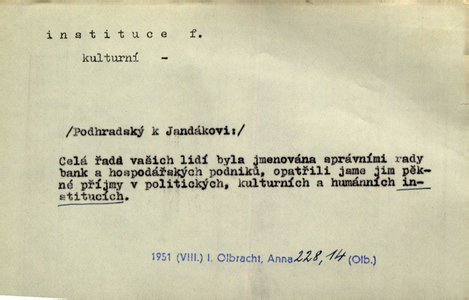 instituce f.
kulturní -
/Podhradský k Jandákovi:/
Celá řada vašich lidí byla jmenována správními rady
bank a hospodářských podniků, opatřili jsme jim pěk-
né příjmy v politických, kulturních a humánních in-
stitucích.
1951 (VIII.) I. Olbracht, Anna 228,14 (Olb.)